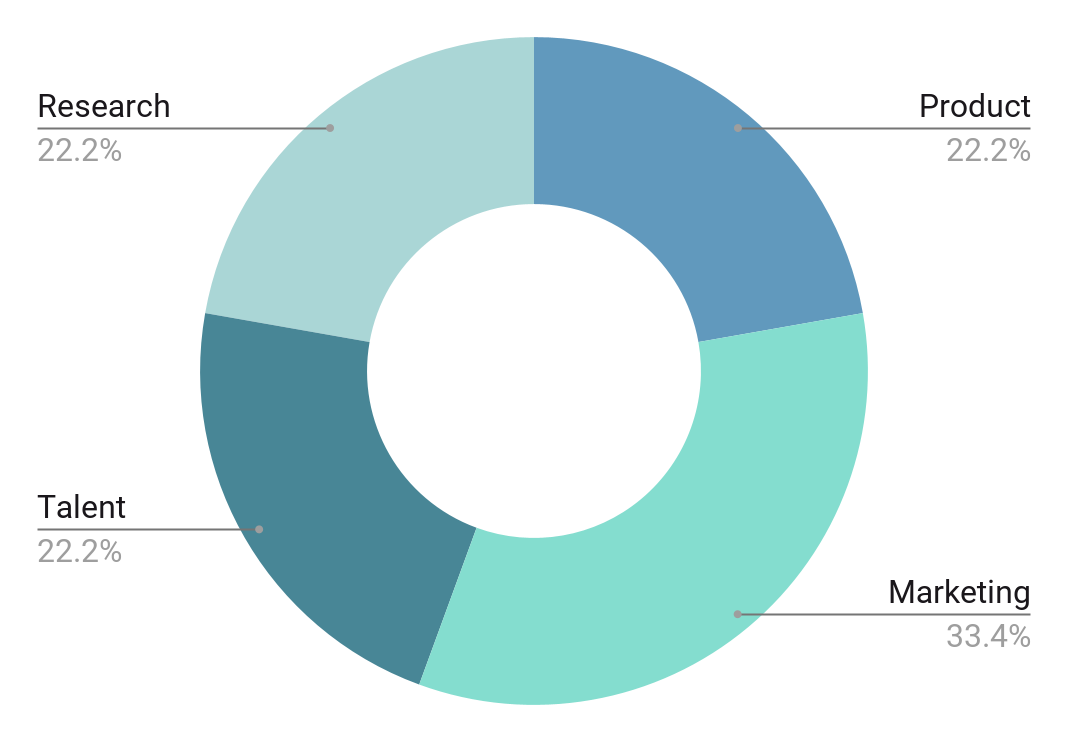 Research
22.2%
Product
22.2%
Talent
22.2%
Marketing
33.4%